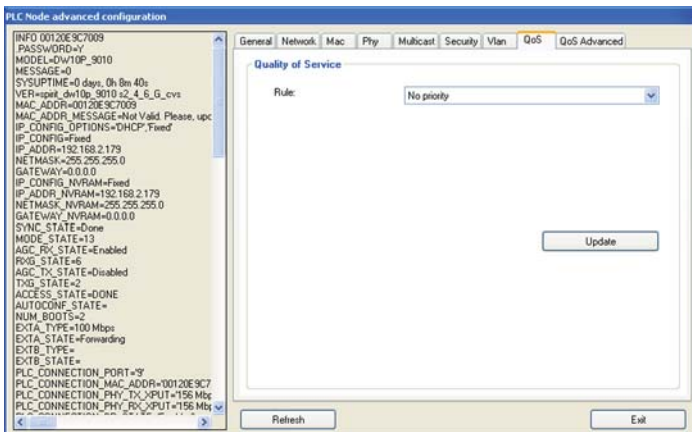 PLC Node advanced configuration
INFO 00120E9C7009
.PASSWORD=Y
MODEL=DW10P_9010
MESSAGE=0
SYSUPTIME=0 days, 0h 8m 40s
VER=spirit_dw10p_9010 s2_4_6_G_cvs
MAC_ADDR=00120E9C7009
MAC_ADDR_MESSAGE=Not Valid. Please, upc
IP_CONFIG_OPTIONS='DHCP','Fixed'
IP_CONFIG=Fixed
IP_ADDR=192.168.2.179
NETMASK=255.255.255.0
GATEWAY=0.0.0.0
IP_CONFIG_NVRAM=Fixed
IP_ADDR_NVRAM=192.168.2.179
NETMASK_NVRAM=255.255.255.0
GATEWAY_NVRAM=0.0.0.0
SYNC_STATE=Done
MODE_STATE=13
AGC_RX_STATE=Enabled
RXG_STATE=6
AGC_TX_STATE=Disabled
TXG_STATE=2
ACCESS_STATE=DONE
AUTOCONF_STATE=
NUM_BOOTS=2
EXTA_TYPE=100 Mbps
EXTA_STATE=Forwarding
EXTB_TYPE=
EXTB_STATE=
PLC_CONNECTION_PORT='9'
PLC_CONNECTION_MAC_ADDR='00120E9C7
PLC_CONNECTION_PHY_TX_XPUT='156 Mbp
PLC_CONNECTION_PHY_RX_XPUT='156 Mbp
General Network Mac Phy Multicast Security Vlan QoS QoS Advanced
Quality of Service
Rule: No priority
Update
Refresh Exit